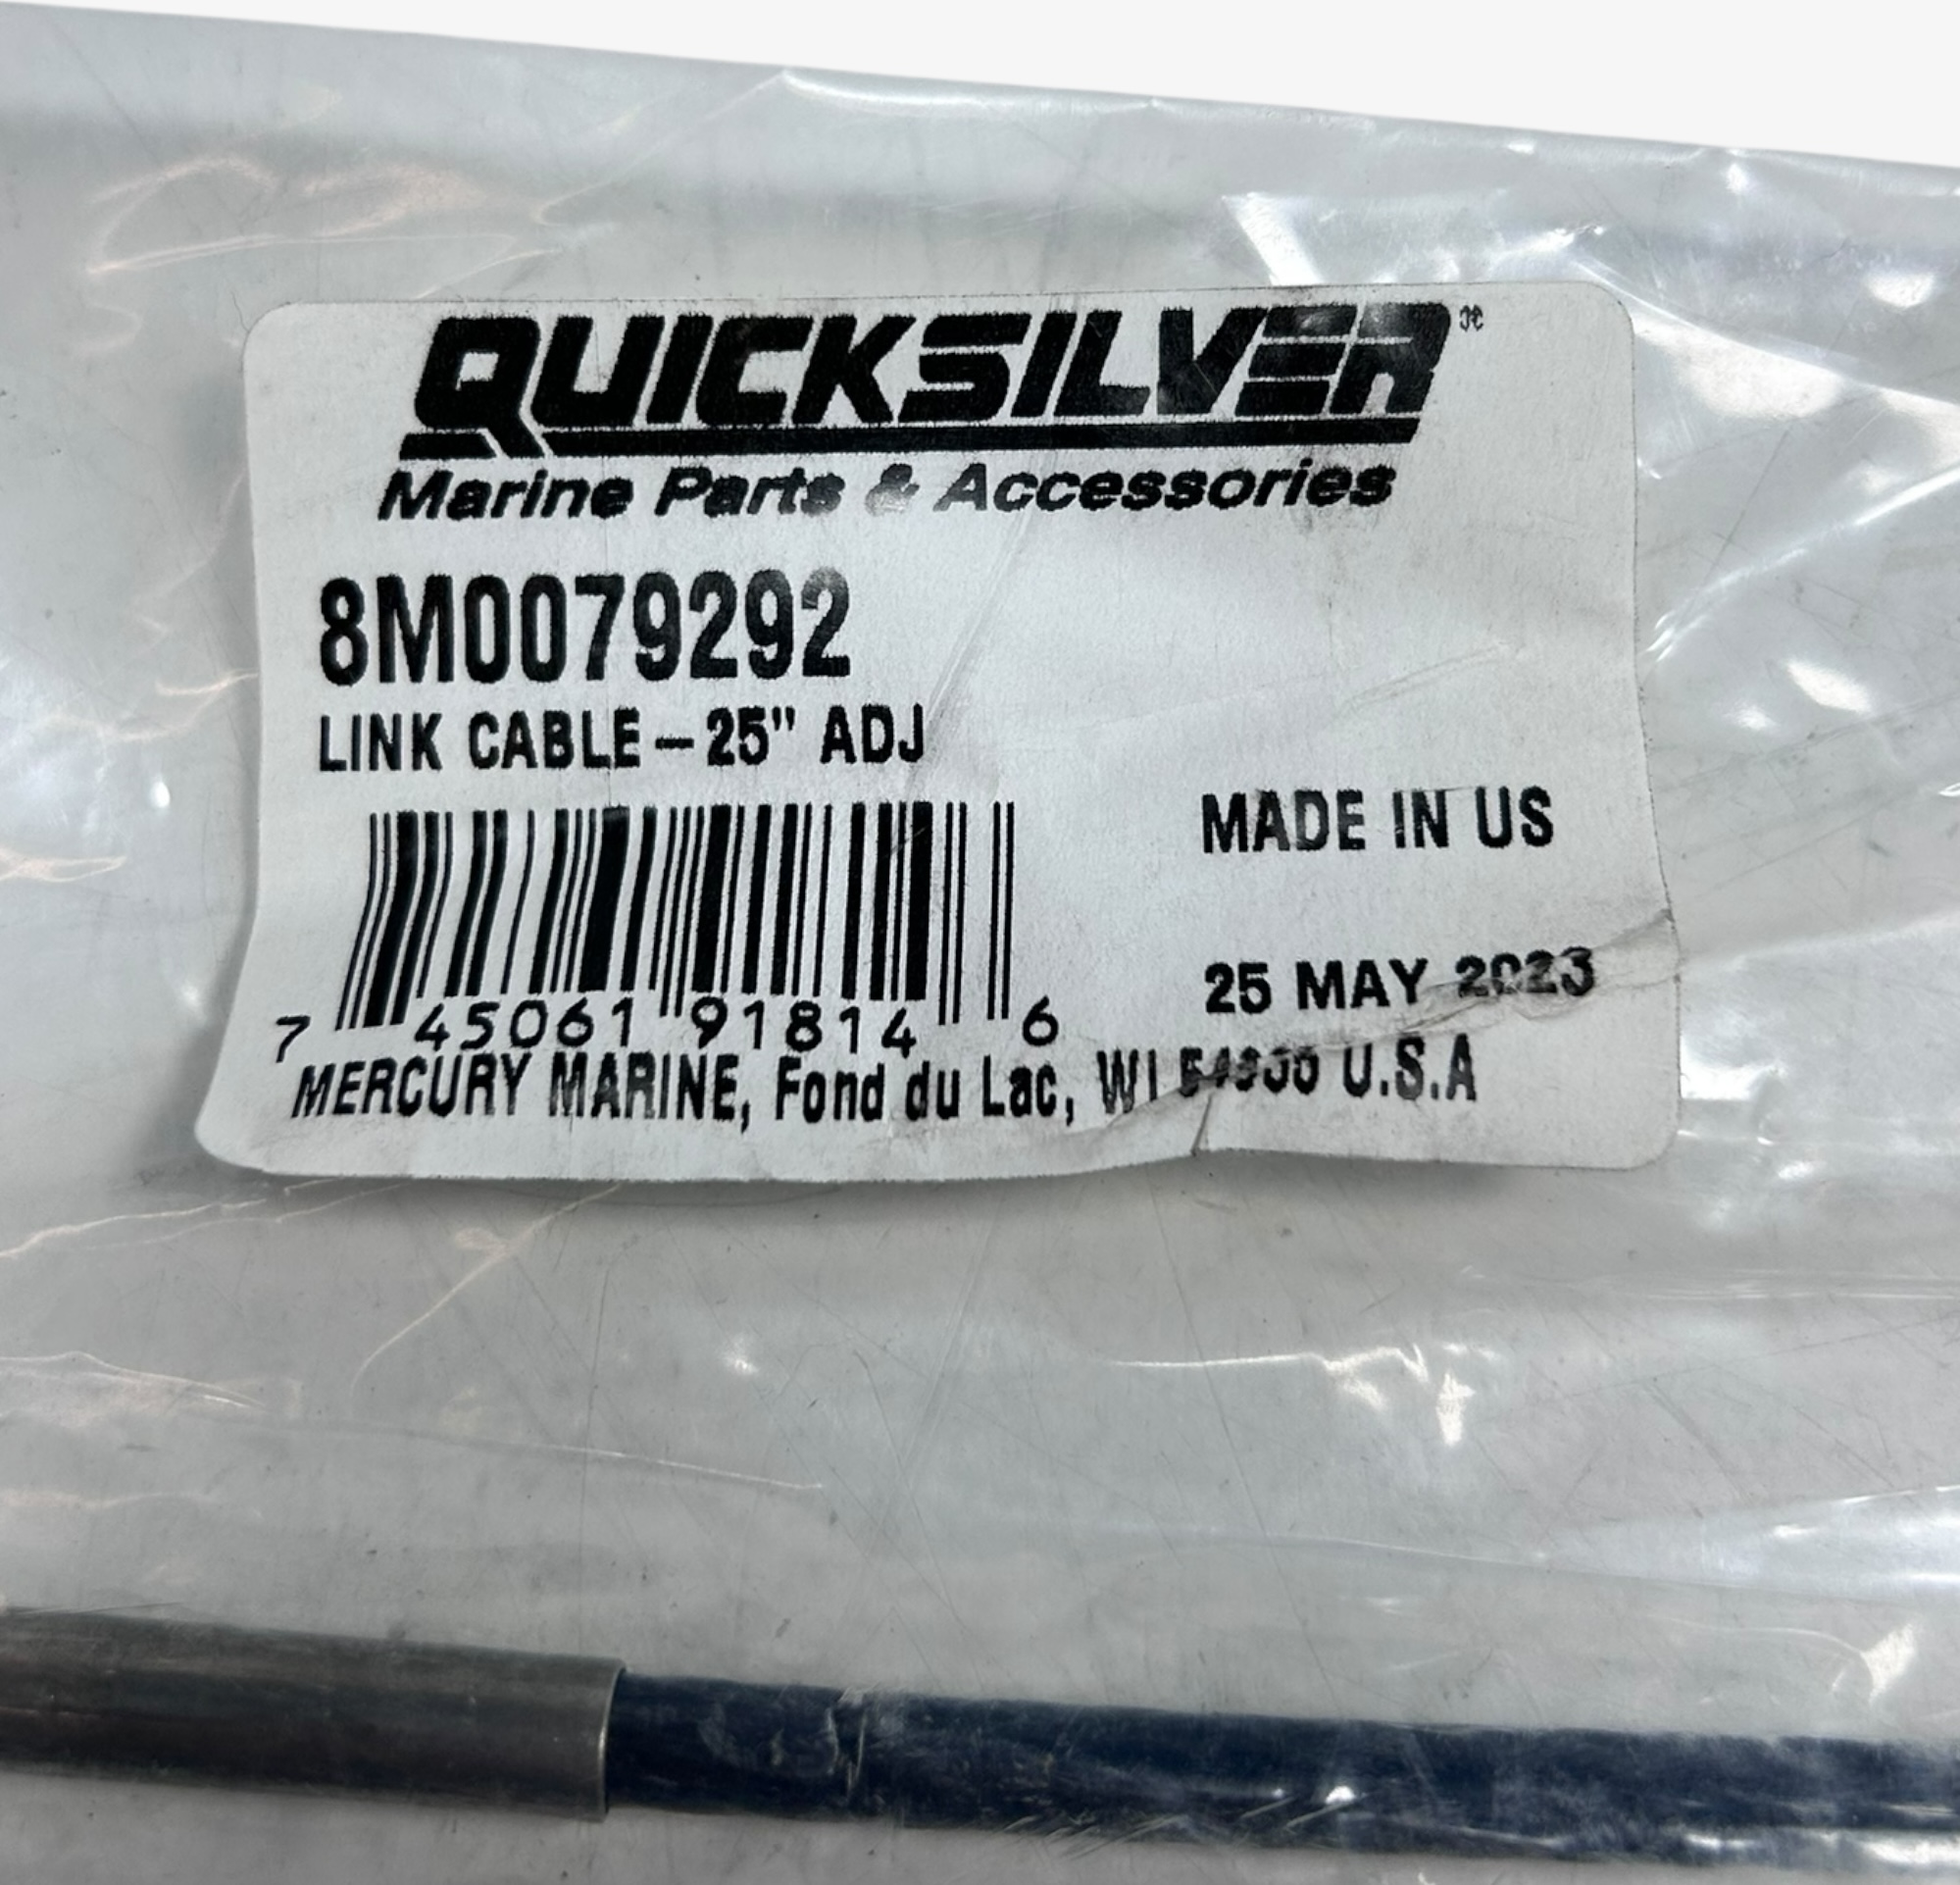 QUICKSILVER
Marine Parts & Accessories
8M0079292
LINK CABLE-25" ADJ
MADE IN US
7 45061 91814 6
25 MAY 2023
MERCURY MARINE, Fond du Lac, WI U.S.A